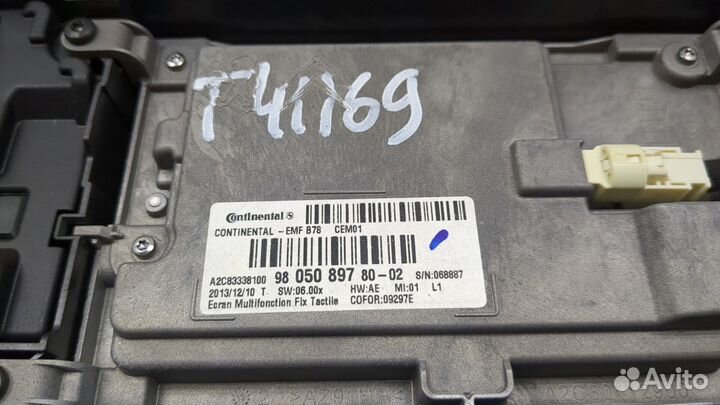 T41169
Continental
CONTINENTAL -EMF B78 CEM01
A2C83338100 98 050 897 80-02 S/N:068887
2013/12/10 T SW:06.00x HW:AE MI:01 L1
Ecran Multifonction Fix Tactile COFOR:09297E
Avito